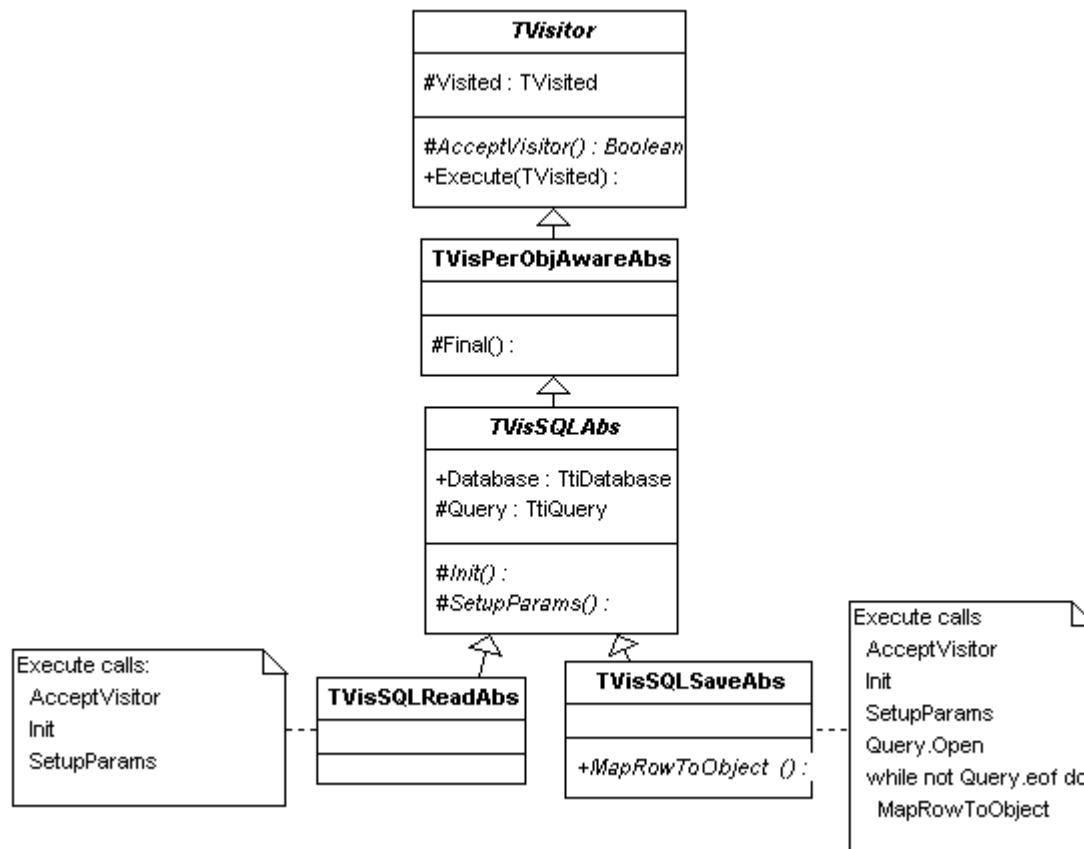 TVisitor
#Visited : TVisited
#AcceptVisitor() : Boolean
+Execute(TVisited) :
TVisPerObjAwareAbs
#Final() :
TVisSQLAbs
+Database : TtiDatabase
#Query : TtiQuery
#Init() :
#SetupParams() :
Execute calls:
AcceptVisitor
Init
SetupParams
TVisSQLReadAbs
TVisSQLSaveAbs
+MapRowToObject () :
Execute calls
AcceptVisitor
Init
SetupParams
Query.Open
while not Query.eof do
MapRowToObject